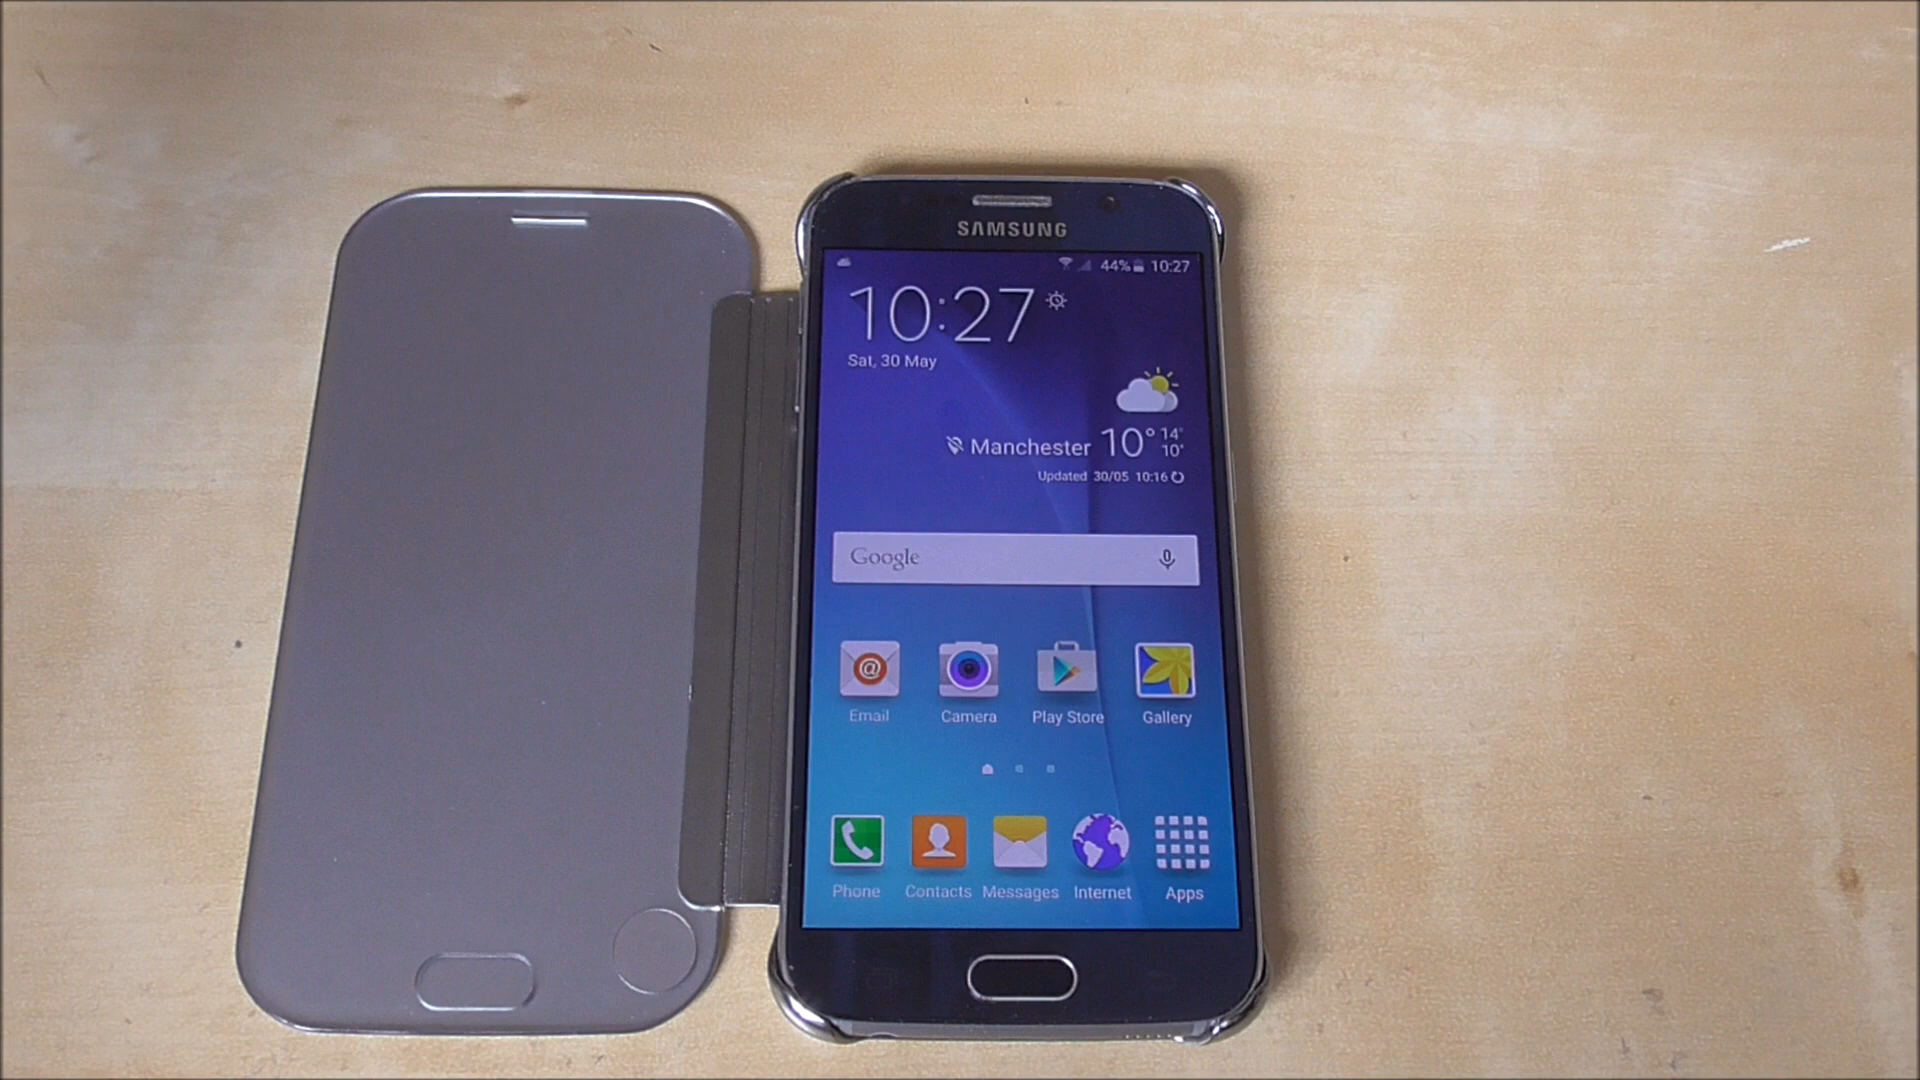 SAMSUNG
44% 10:27
10:27
Sat, 30 May
Manchester 10° 14°
10°
Updated 30/05 10:16
Google
Email Camera Play Store Gallery
Phone Contacts Messages Internet Apps